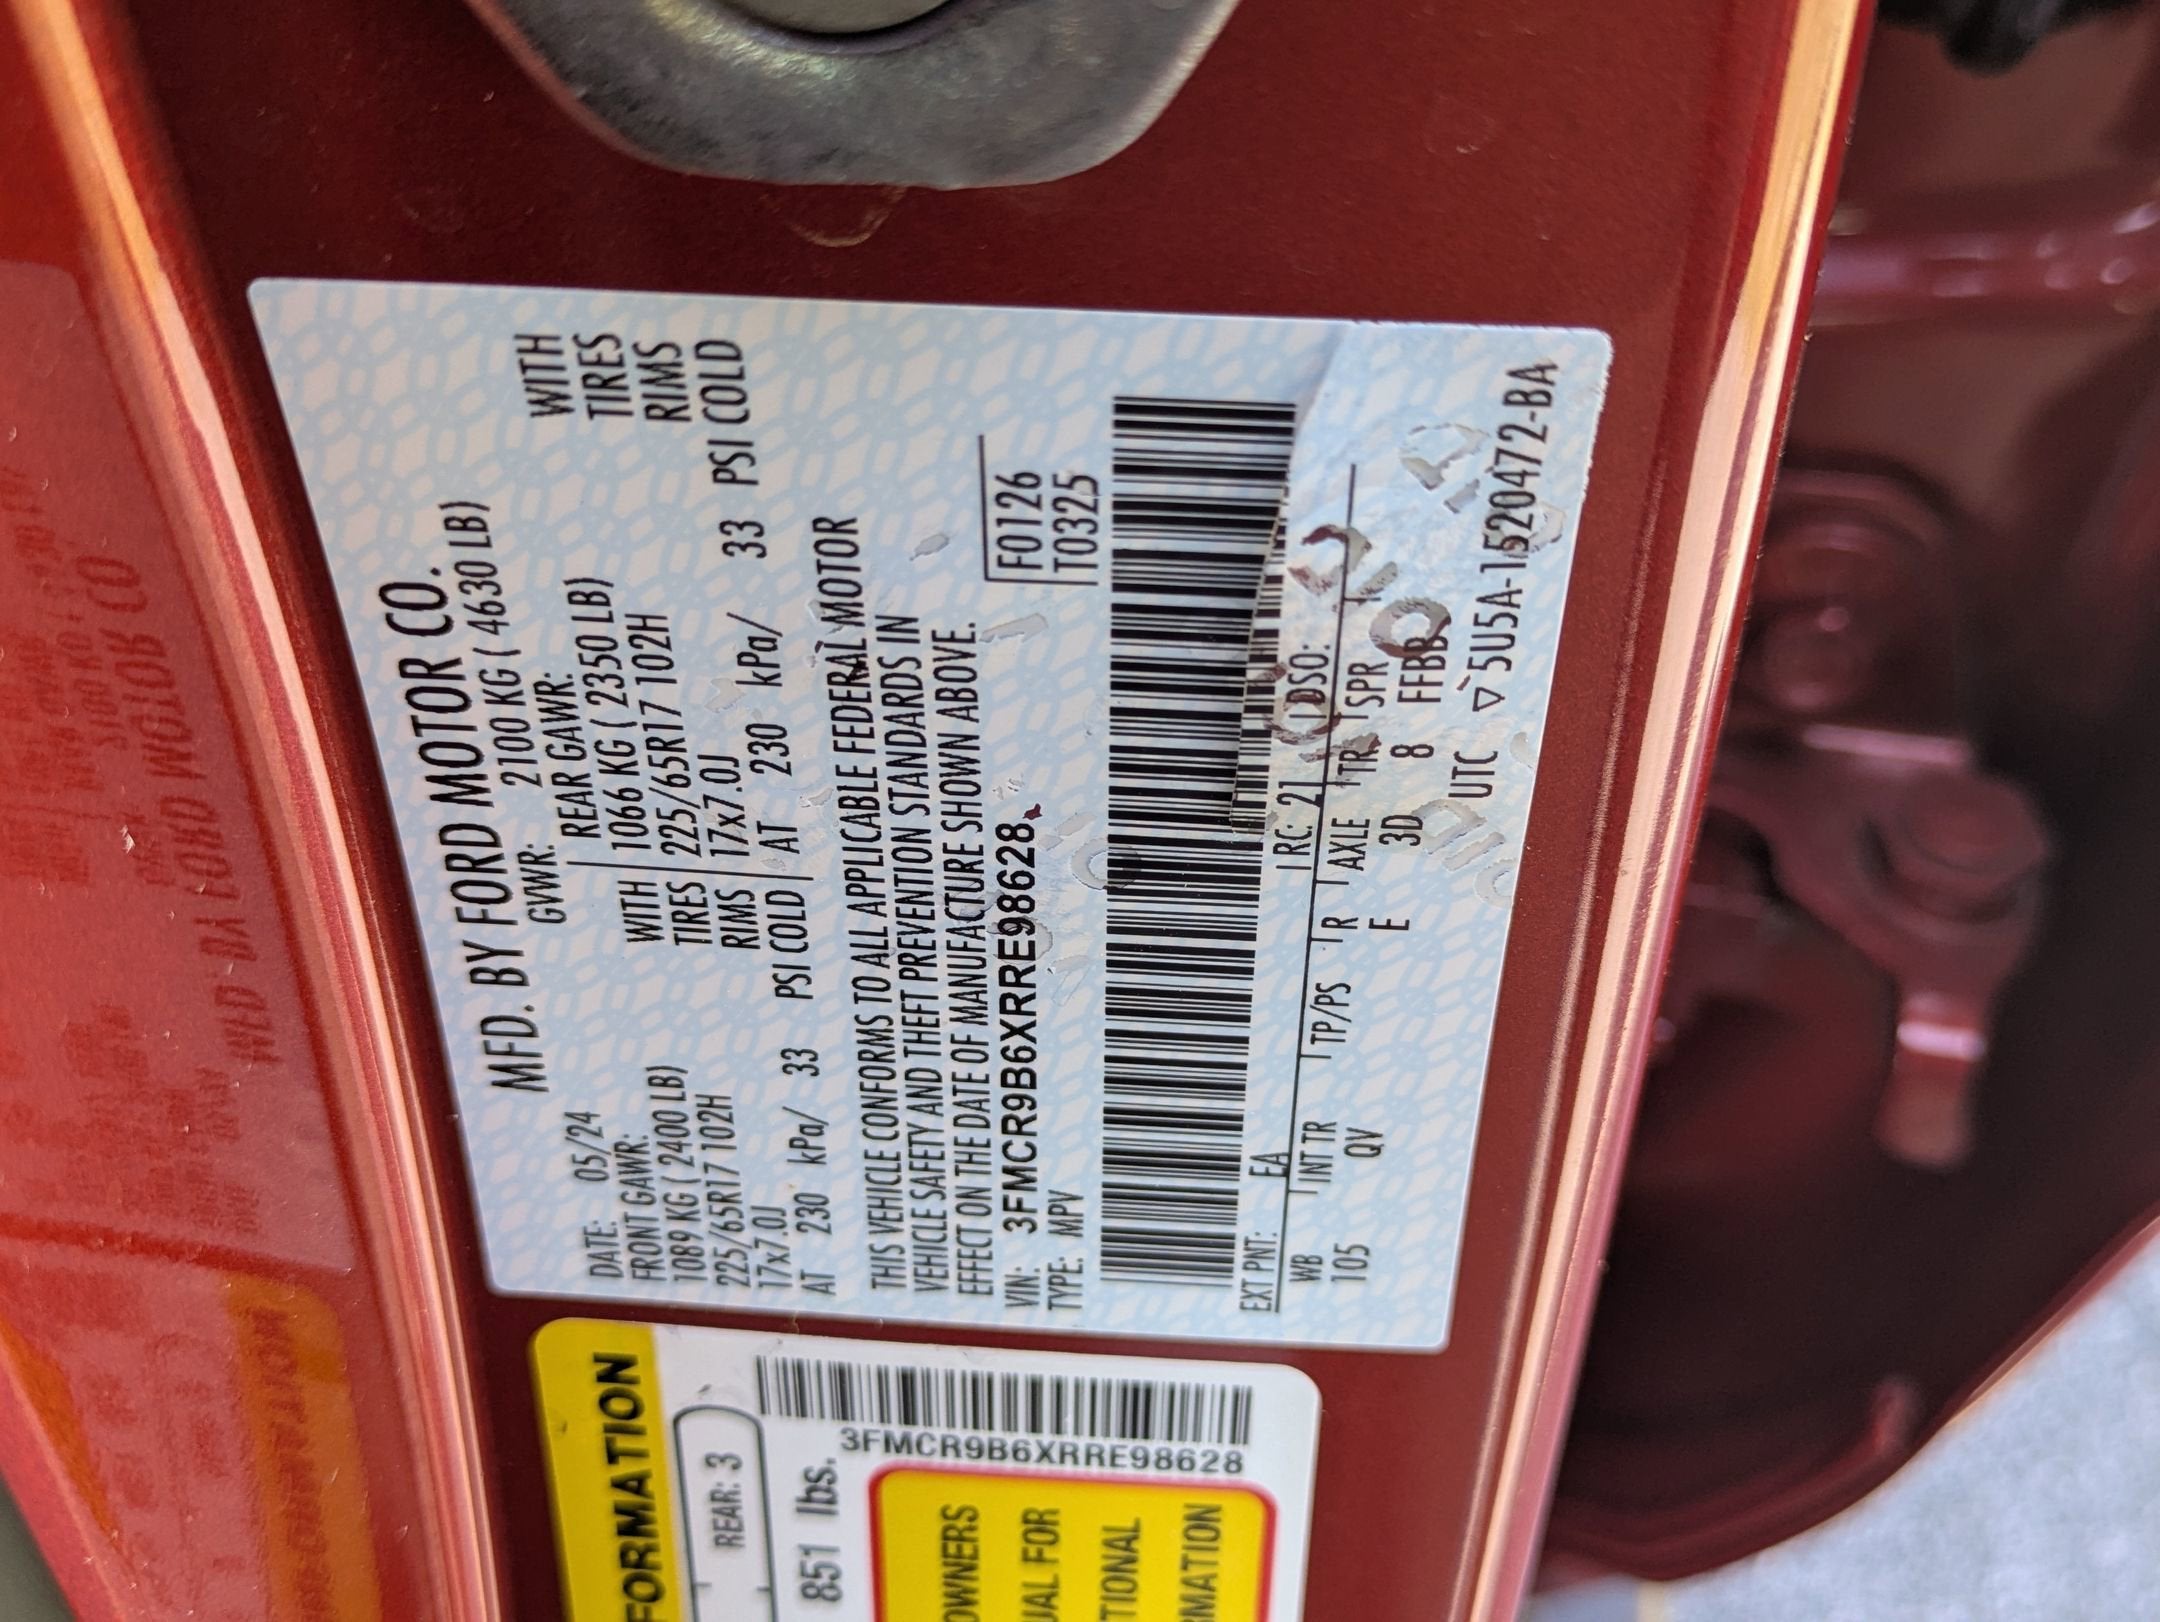 MFD. BY FORD MOTOR CO.
DATE: 05/24 GVWR: 2100 KG ( 4630 LB)
FRONT GAWR: REAR GAWR:
1089 KG ( 2400 LB) WITH 1066 KG ( 2350 LB) WITH
225/65R17 102H TIRES 225/65R17 102H TIRES
17x7.0J RIMS 17x7.0J RIMS
AT 230 kPa/ 33 PSI COLD AT 230 kPa/ 33 PSI COLD
THIS VEHICLE CONFORMS TO ALL APPLICABLE FEDERAL MOTOR
VEHICLE SAFETY AND THEFT PREVENTION STANDARDS IN
EFFECT ON THE DATE OF MANUFACTURE SHOWN ABOVE.
VIN: 3FMCR9B6XRRE98628
TYPE: MPV
F0126
T0325
EXT PNT: EA RC: 21 DSO:
WB INT TR TP/PS R AXLE TR SPR
105 QV E 3D 8 FFBB
UTC ▽5U5A-1520472-BA
FORMATION
REAR: 3
851 lbs.
3FMCR9B6XRRE98628
OWNERS
UAL FOR
TIONAL
RMATION